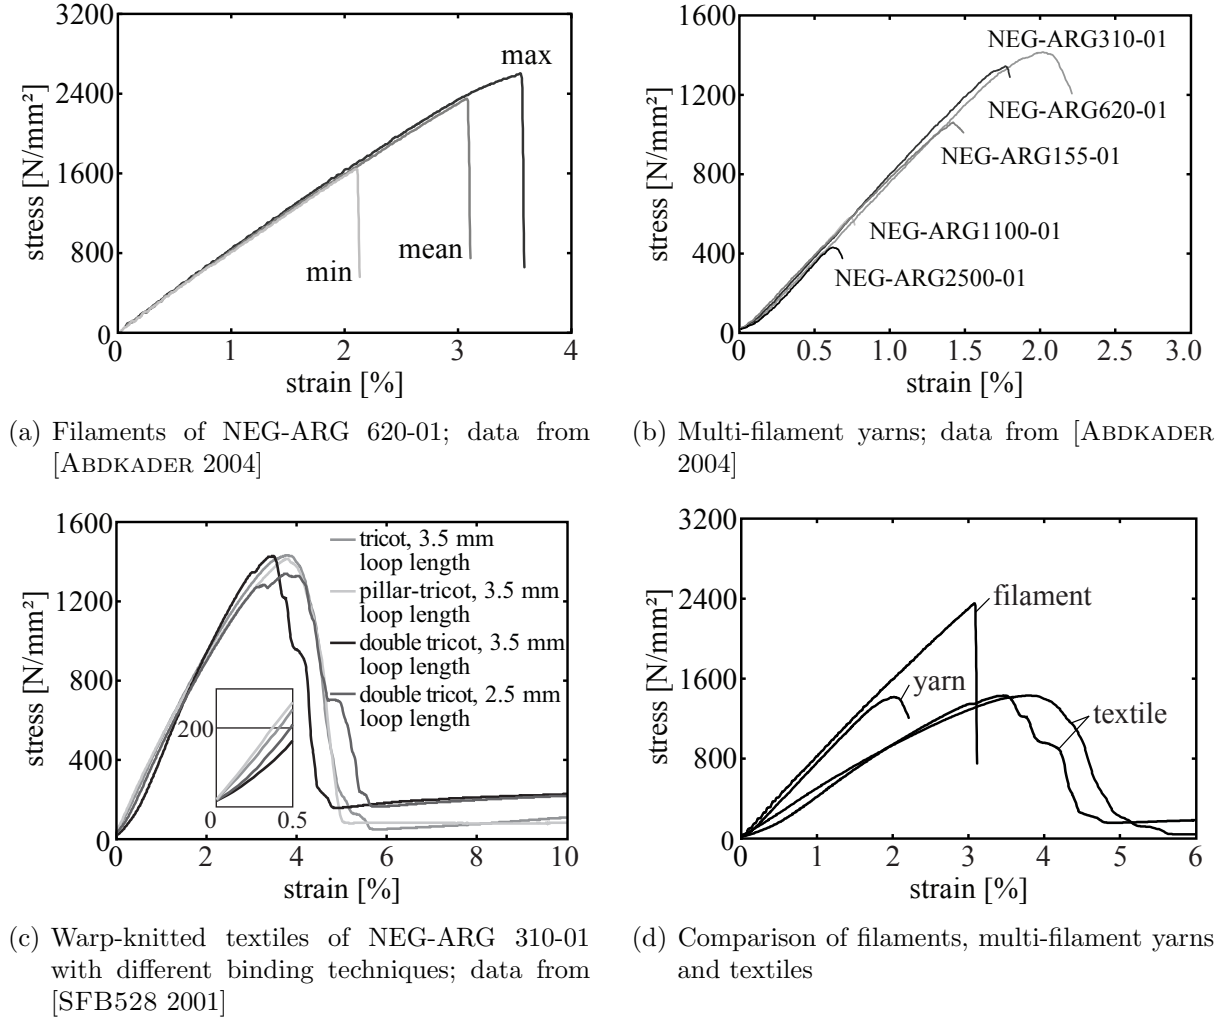 3200
2400
1600
800
0
stress [N/mm²]
max
mean
min
0 1 2 3 4
strain [%]
(a) Filaments of NEG-ARG 620-01; data from
[ABDKADER 2004]
1600
1200
800
400
0
stress [N/mm²]
NEG-ARG310-01
NEG-ARG620-01
NEG-ARG155-01
NEG-ARG1100-01
NEG-ARG2500-01
0 0.5 1.0 1.5 2.0 2.5 3.0
strain [%]
(b) Multi-filament yarns; data from [ABDKADER
2004]
1600
1200
800
400
0
stress [N/mm²]
tricot, 3.5 mm
loop length
pillar-tricot, 3.5 mm
loop length
double tricot, 3.5 mm
loop length
double tricot, 2.5 mm
loop length
200
0 0.5
0 2 4 6 8 10
strain [%]
(c) Warp-knitted textiles of NEG-ARG 310-01
with different binding techniques; data from
[SFB528 2001]
3200
2400
1600
800
0
stress [N/mm²]
filament
yarn
textile
0 1 2 3 4 5 6
strain [%]
(d) Comparison of filaments, multi-filament yarns
and textiles